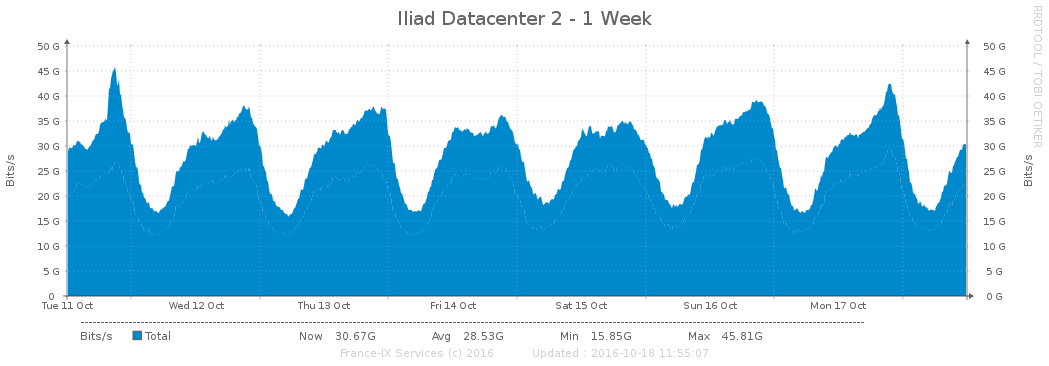 Iliad Datacenter 2 - 1 Week
RRDTOOL / TOBI OETIKER
Bits/s
50 G 50 G
45 G 45 G
40 G 40 G
35 G 35 G
30 G 30 G
25 G 25 G
20 G 20 G
15 G 15 G
10 G 10 G
5 G 5 G
0 0 G
Bits/s
Tue 11 Oct Wed 12 Oct Thu 13 Oct Fri 14 Oct Sat 15 Oct Sun 16 Oct Mon 17 Oct
Bits/s Total Now 30.67G Avg 28.53G Min 15.85G Max 45.81G
France-IX Services (c) 2016 Updated : 2016-10-18 11:55:07